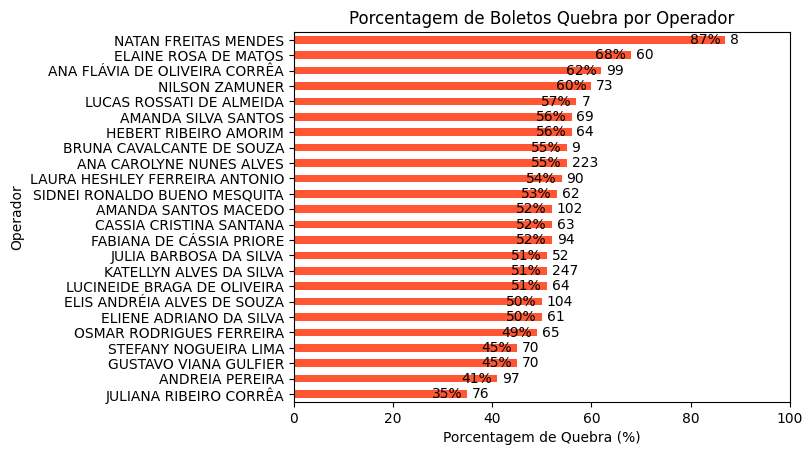 Porcentagem de Boletos Quebra por Operador
NATAN FREITAS MENDES 87% 8
ELAINE ROSA DE MATOS 68% 60
ANA FLÁVIA DE OLIVEIRA CORRÊA 62% 99
NILSON ZAMUNER 60% 73
LUCAS ROSSATI DE ALMEIDA 57% 7
AMANDA SILVA SANTOS 56% 69
HEBERT RIBEIRO AMORIM 56% 64
BRUNA CAVALCANTE DE SOUZA 55% 9
ANA CAROLYNE NUNES ALVES 55% 223
LAURA HESHLEY FERREIRA ANTONIO 54% 90
SIDNEI RONALDO BUENO MESQUITA 53% 62
AMANDA SANTOS MACEDO 52% 102
CASSIA CRISTINA SANTANA 52% 63
FABIANA DE CÁSSIA PRIORE 52% 94
JULIA BARBOSA DA SILVA 51% 52
KATELLYN ALVES DA SILVA 51% 247
LUCINEIDE BRAGA DE OLIVEIRA 51% 64
ELIS ANDRÉIA ALVES DE SOUZA 50% 104
ELIENE ADRIANO DA SILVA 50% 61
OSMAR RODRIGUES FERREIRA 49% 65
STEFANY NOGUEIRA LIMA 45% 70
GUSTAVO VIANA GULFIER 45% 70
ANDREIA PEREIRA 41% 97
JULIANA RIBEIRO CORRÊA 35% 76
Operador
0 20 40 60 80 100
Porcentagem de Quebra (%)